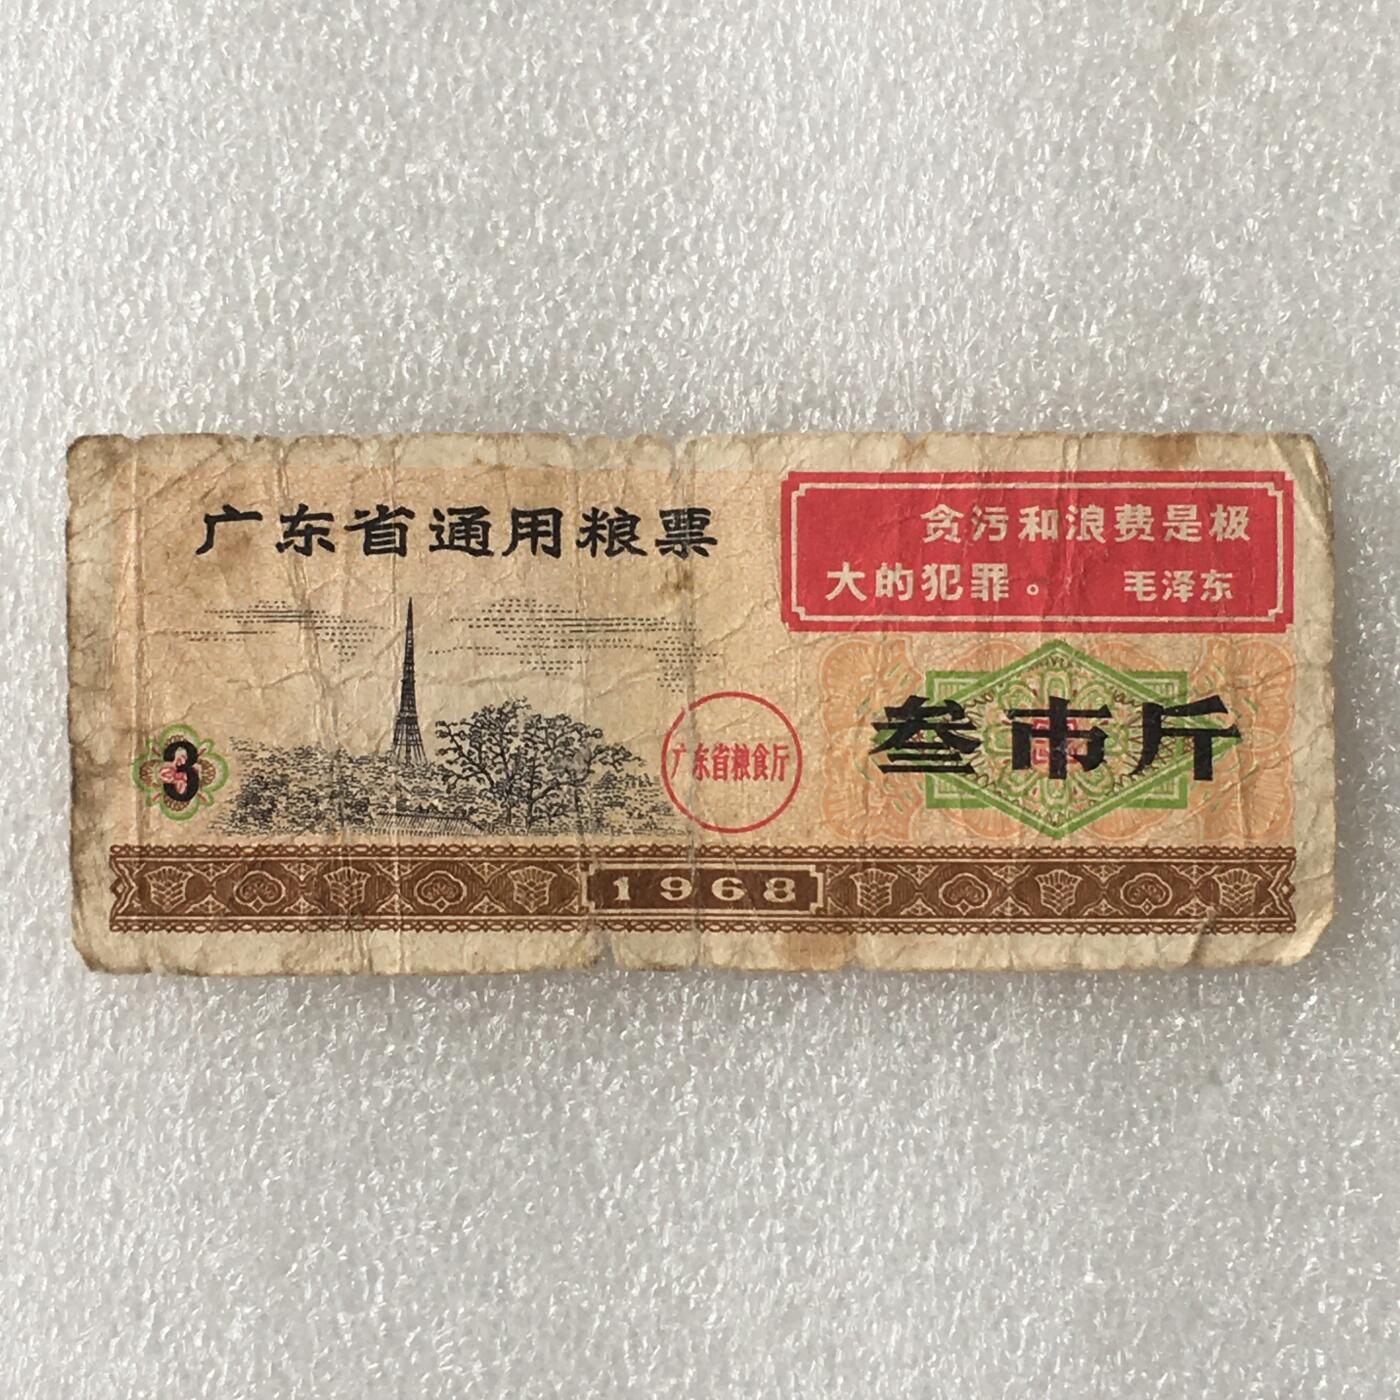 广东省通用粮票
贪污和浪费是极
大的犯罪。 毛泽东
叁市斤
3
广东省粮食厅
1968